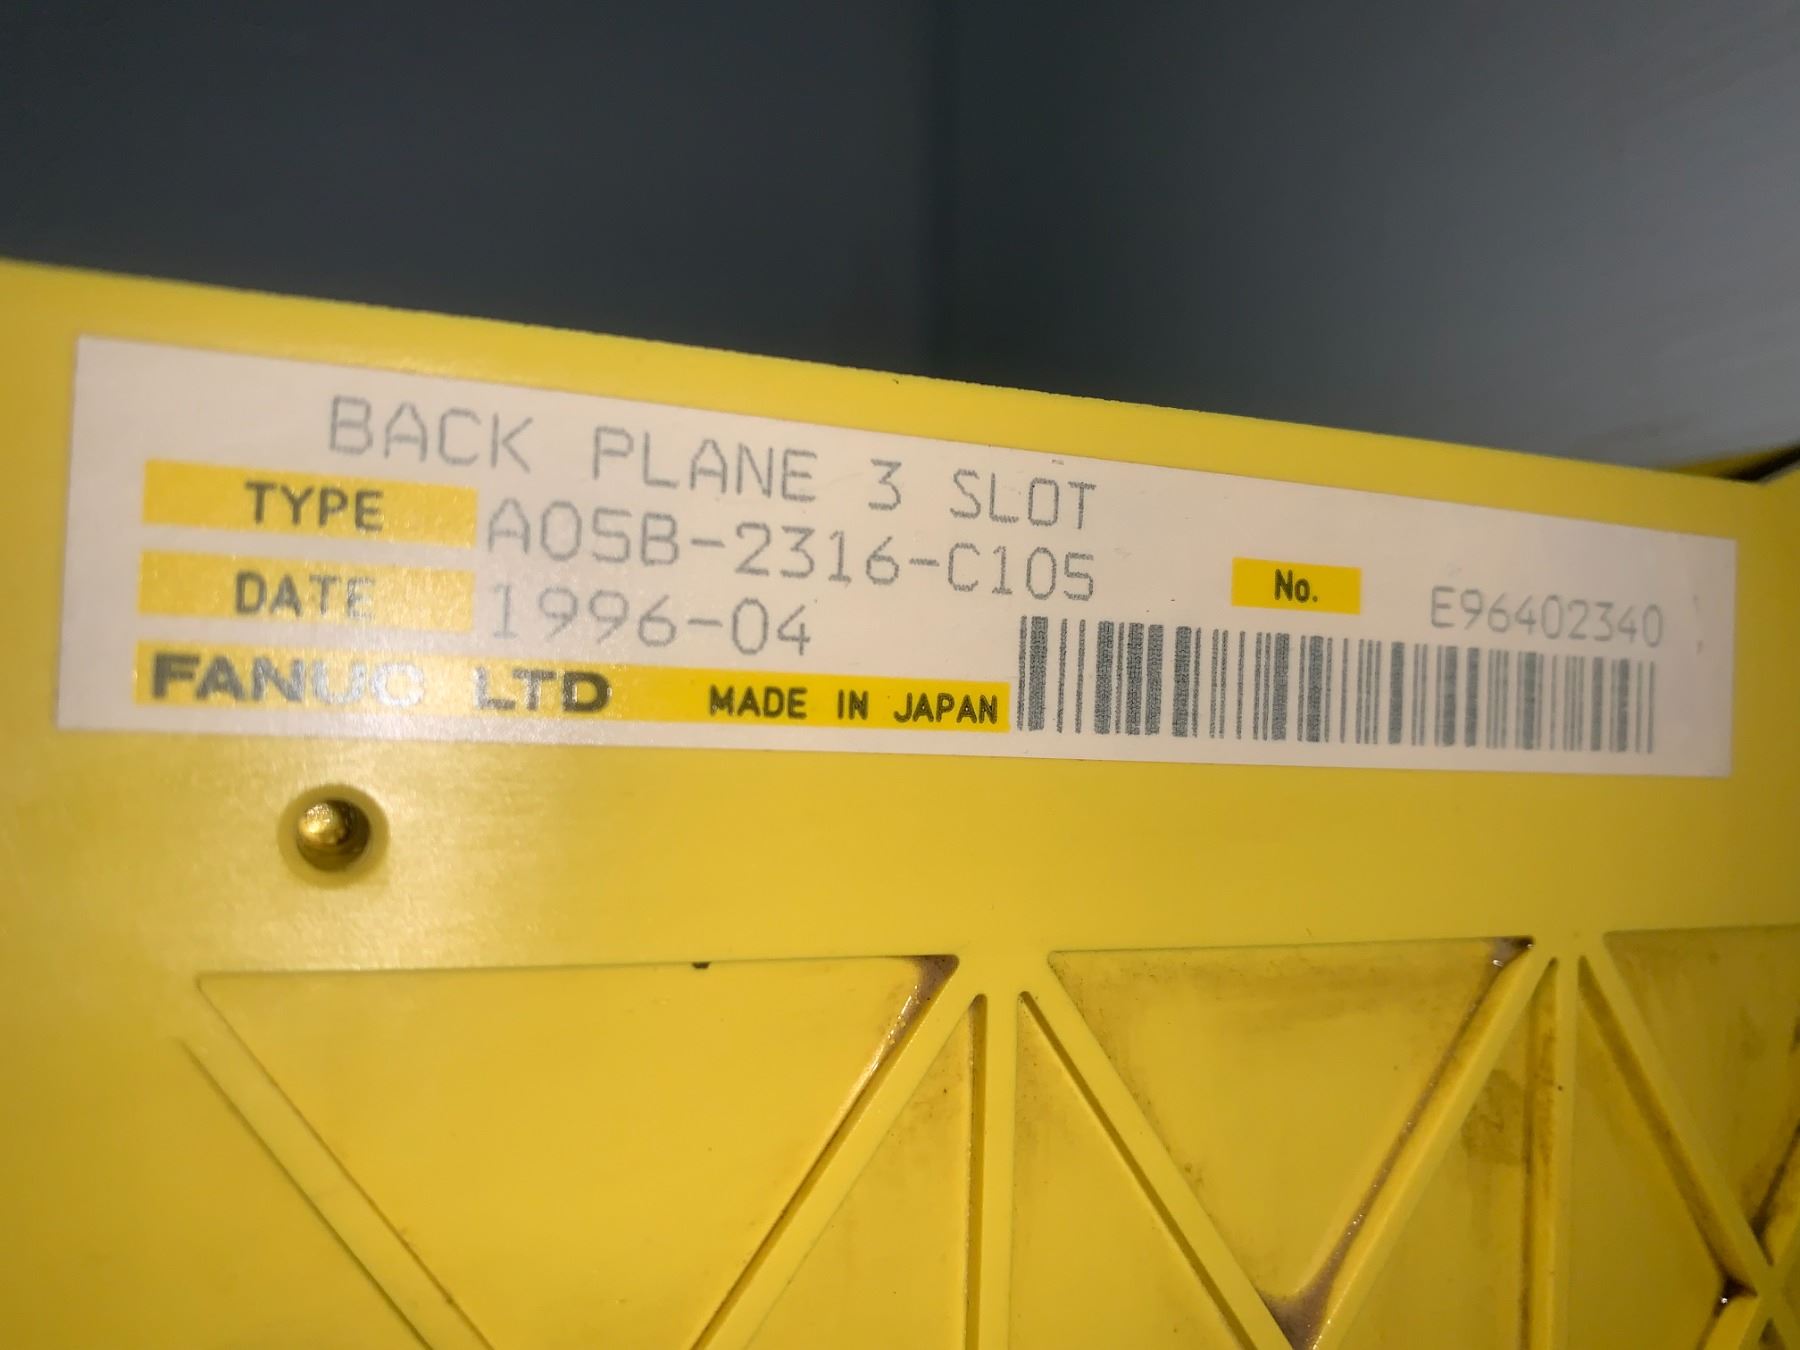 BACK PLANE 3 SLOT
TYPE A05B-2316-C105
DATE 1996-04
No. E96402340
FANUC LTD MADE IN JAPAN